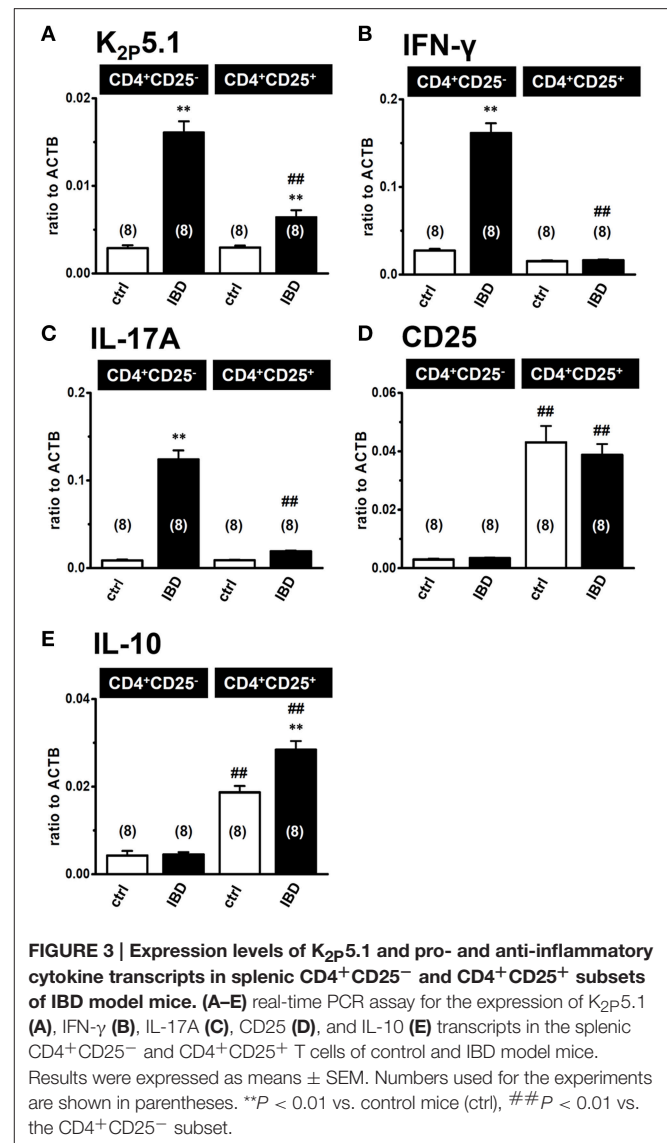 A
K2P5.1
CD4+CD25-
CD4+CD25+
0.02
0.01
0.00
ratio to ACTB
(8)
(8)
(8)
(8)
**
##
**
ctrl
IBD
ctrl
IBD
B
IFN-γ
CD4+CD25-
CD4+CD25+
0.2
0.1
0.0
ratio to ACTB
(8)
(8)
(8)
(8)
**
##
ctrl
IBD
ctrl
IBD
C
IL-17A
CD4+CD25-
CD4+CD25+
0.2
0.1
0.0
ratio to ACTB
(8)
(8)
(8)
(8)
**
##
ctrl
IBD
ctrl
IBD
D
CD25
CD4+CD25-
CD4+CD25+
0.06
0.04
0.02
0.00
ratio to ACTB
(8)
(8)
(8)
(8)
##
##
ctrl
IBD
ctrl
IBD
E
IL-10
CD4+CD25-
CD4+CD25+
0.04
0.02
0.00
ratio to ACTB
(8)
(8)
(8)
(8)
##
##
**
ctrl
IBD
ctrl
IBD
FIGURE 3 | Expression levels of K2P5.1 and pro- and anti-inflammatory
cytokine transcripts in splenic CD4+CD25− and CD4+CD25+ subsets
of IBD model mice. (A–E) real-time PCR assay for the expression of K2P5.1
(A), IFN-γ (B), IL-17A (C), CD25 (D), and IL-10 (E) transcripts in the splenic
CD4+CD25− and CD4+CD25+ T cells of control and IBD model mice.
Results were expressed as means ± SEM. Numbers used for the experiments
are shown in parentheses. **P < 0.01 vs. control mice (ctrl), ##P < 0.01 vs.
the CD4+CD25− subset.